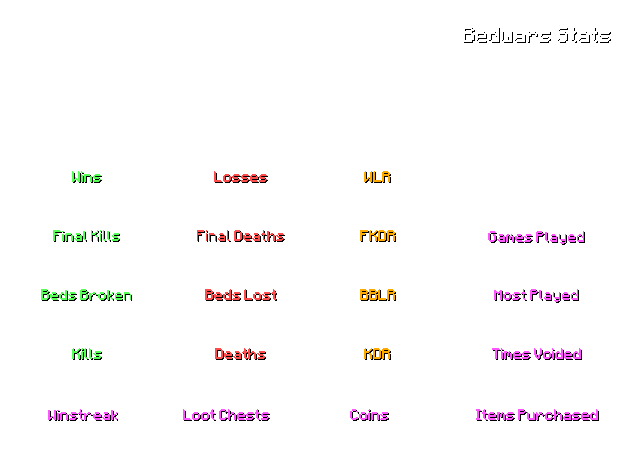 Bedwars Stats
Wins Losses WLR
Final Kills Final Deaths FKDR Games Played
Beds Broken Beds Lost BBLR Most Played
Kills Deaths KDR Times Voided
Winstreak Loot Chests Coins Items Purchased